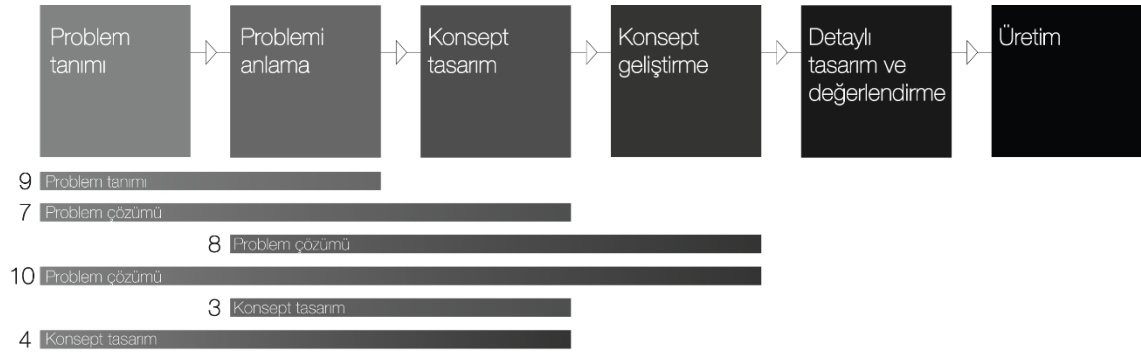 Problem
tanımı
Problemi
anlama
Konsept
tasarım
Konsept
geliştirme
Detaylı
tasarım ve
değerlendirme
Üretim
9 Problem tanımı
7 Problem çözümü
8 Problem çözümü
10 Problem çözümü
3 Konsept tasarım
4 Konsept tasarım